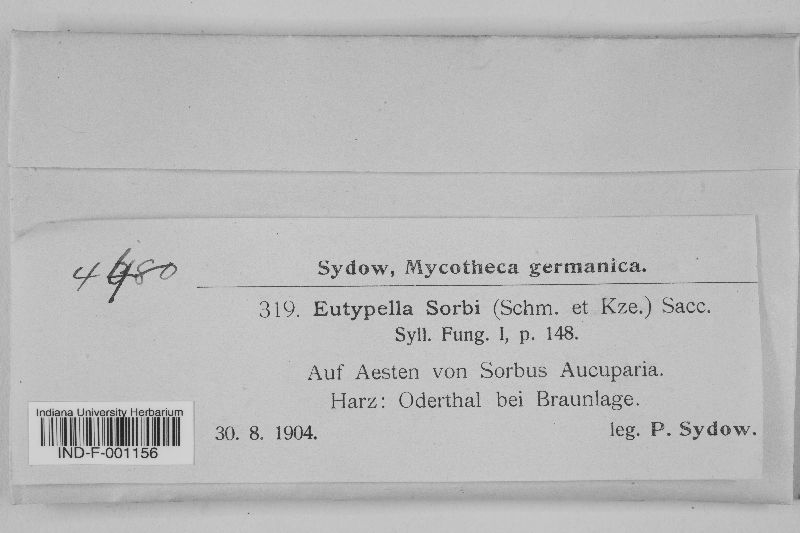 Sydow, Mycotheca germanica.
319. Eutypella Sorbi (Schm. et Kze.) Sacc.
Syll. Fung. I, p. 148.
Auf Aesten von Sorbus Aucuparia.
Harz: Oderthal bei Braunlage.
30. 8. 1904. leg. P. Sydow.
Indiana University Herbarium
IND-F-001156